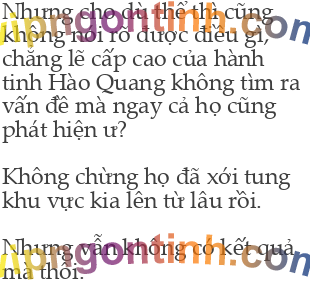 Nhưng cho dù thế thì cũng
không nói rõ được điều gì,
chẳng lẽ cấp cao của hành
tinh Hào Quang không tìm ra
vấn đề mà ngay cả họ cũng
phát hiện ư?
Không chừng họ đã xới tung
khu vực kia lên từ lâu rồi.
Nhưng vẫn không có kết quả
mà thôi.
vipngontinh.com
vipngontinh.com